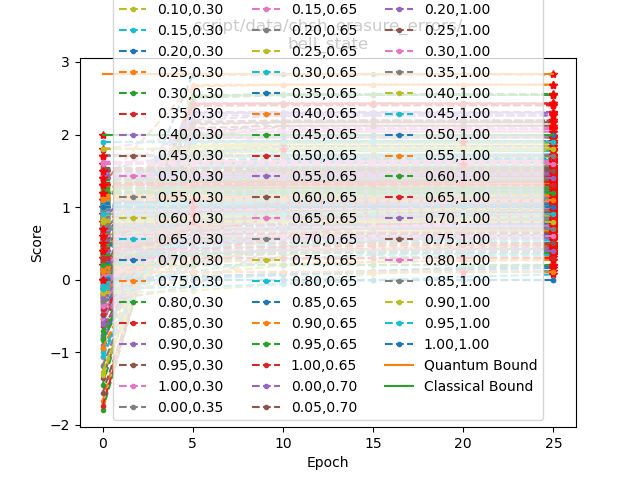 script/data/chsh_erasure_errors/
bell_state
0.10,0.30 0.15,0.65 0.20,1.00
0.15,0.30 0.20,0.65 0.25,1.00
0.20,0.30 0.25,0.65 0.30,1.00
0.25,0.30 0.30,0.65 0.35,1.00
0.30,0.30 0.35,0.65 0.40,1.00
0.35,0.30 0.40,0.65 0.45,1.00
0.40,0.30 0.45,0.65 0.50,1.00
0.45,0.30 0.50,0.65 0.55,1.00
0.50,0.30 0.55,0.65 0.60,1.00
0.55,0.30 0.60,0.65 0.65,1.00
0.60,0.30 0.65,0.65 0.70,1.00
0.65,0.30 0.70,0.65 0.75,1.00
0.70,0.30 0.75,0.65 0.80,1.00
0.75,0.30 0.80,0.65 0.85,1.00
0.80,0.30 0.85,0.65 0.90,1.00
0.85,0.30 0.90,0.65 0.95,1.00
0.90,0.30 0.95,0.65 1.00,1.00
0.95,0.30 1.00,0.65 Quantum Bound
1.00,0.30 0.00,0.70 Classical Bound
0.00,0.35 0.05,0.70
3
2
1
0
−1
−2
Score
0 5 10 15 20 25
Epoch